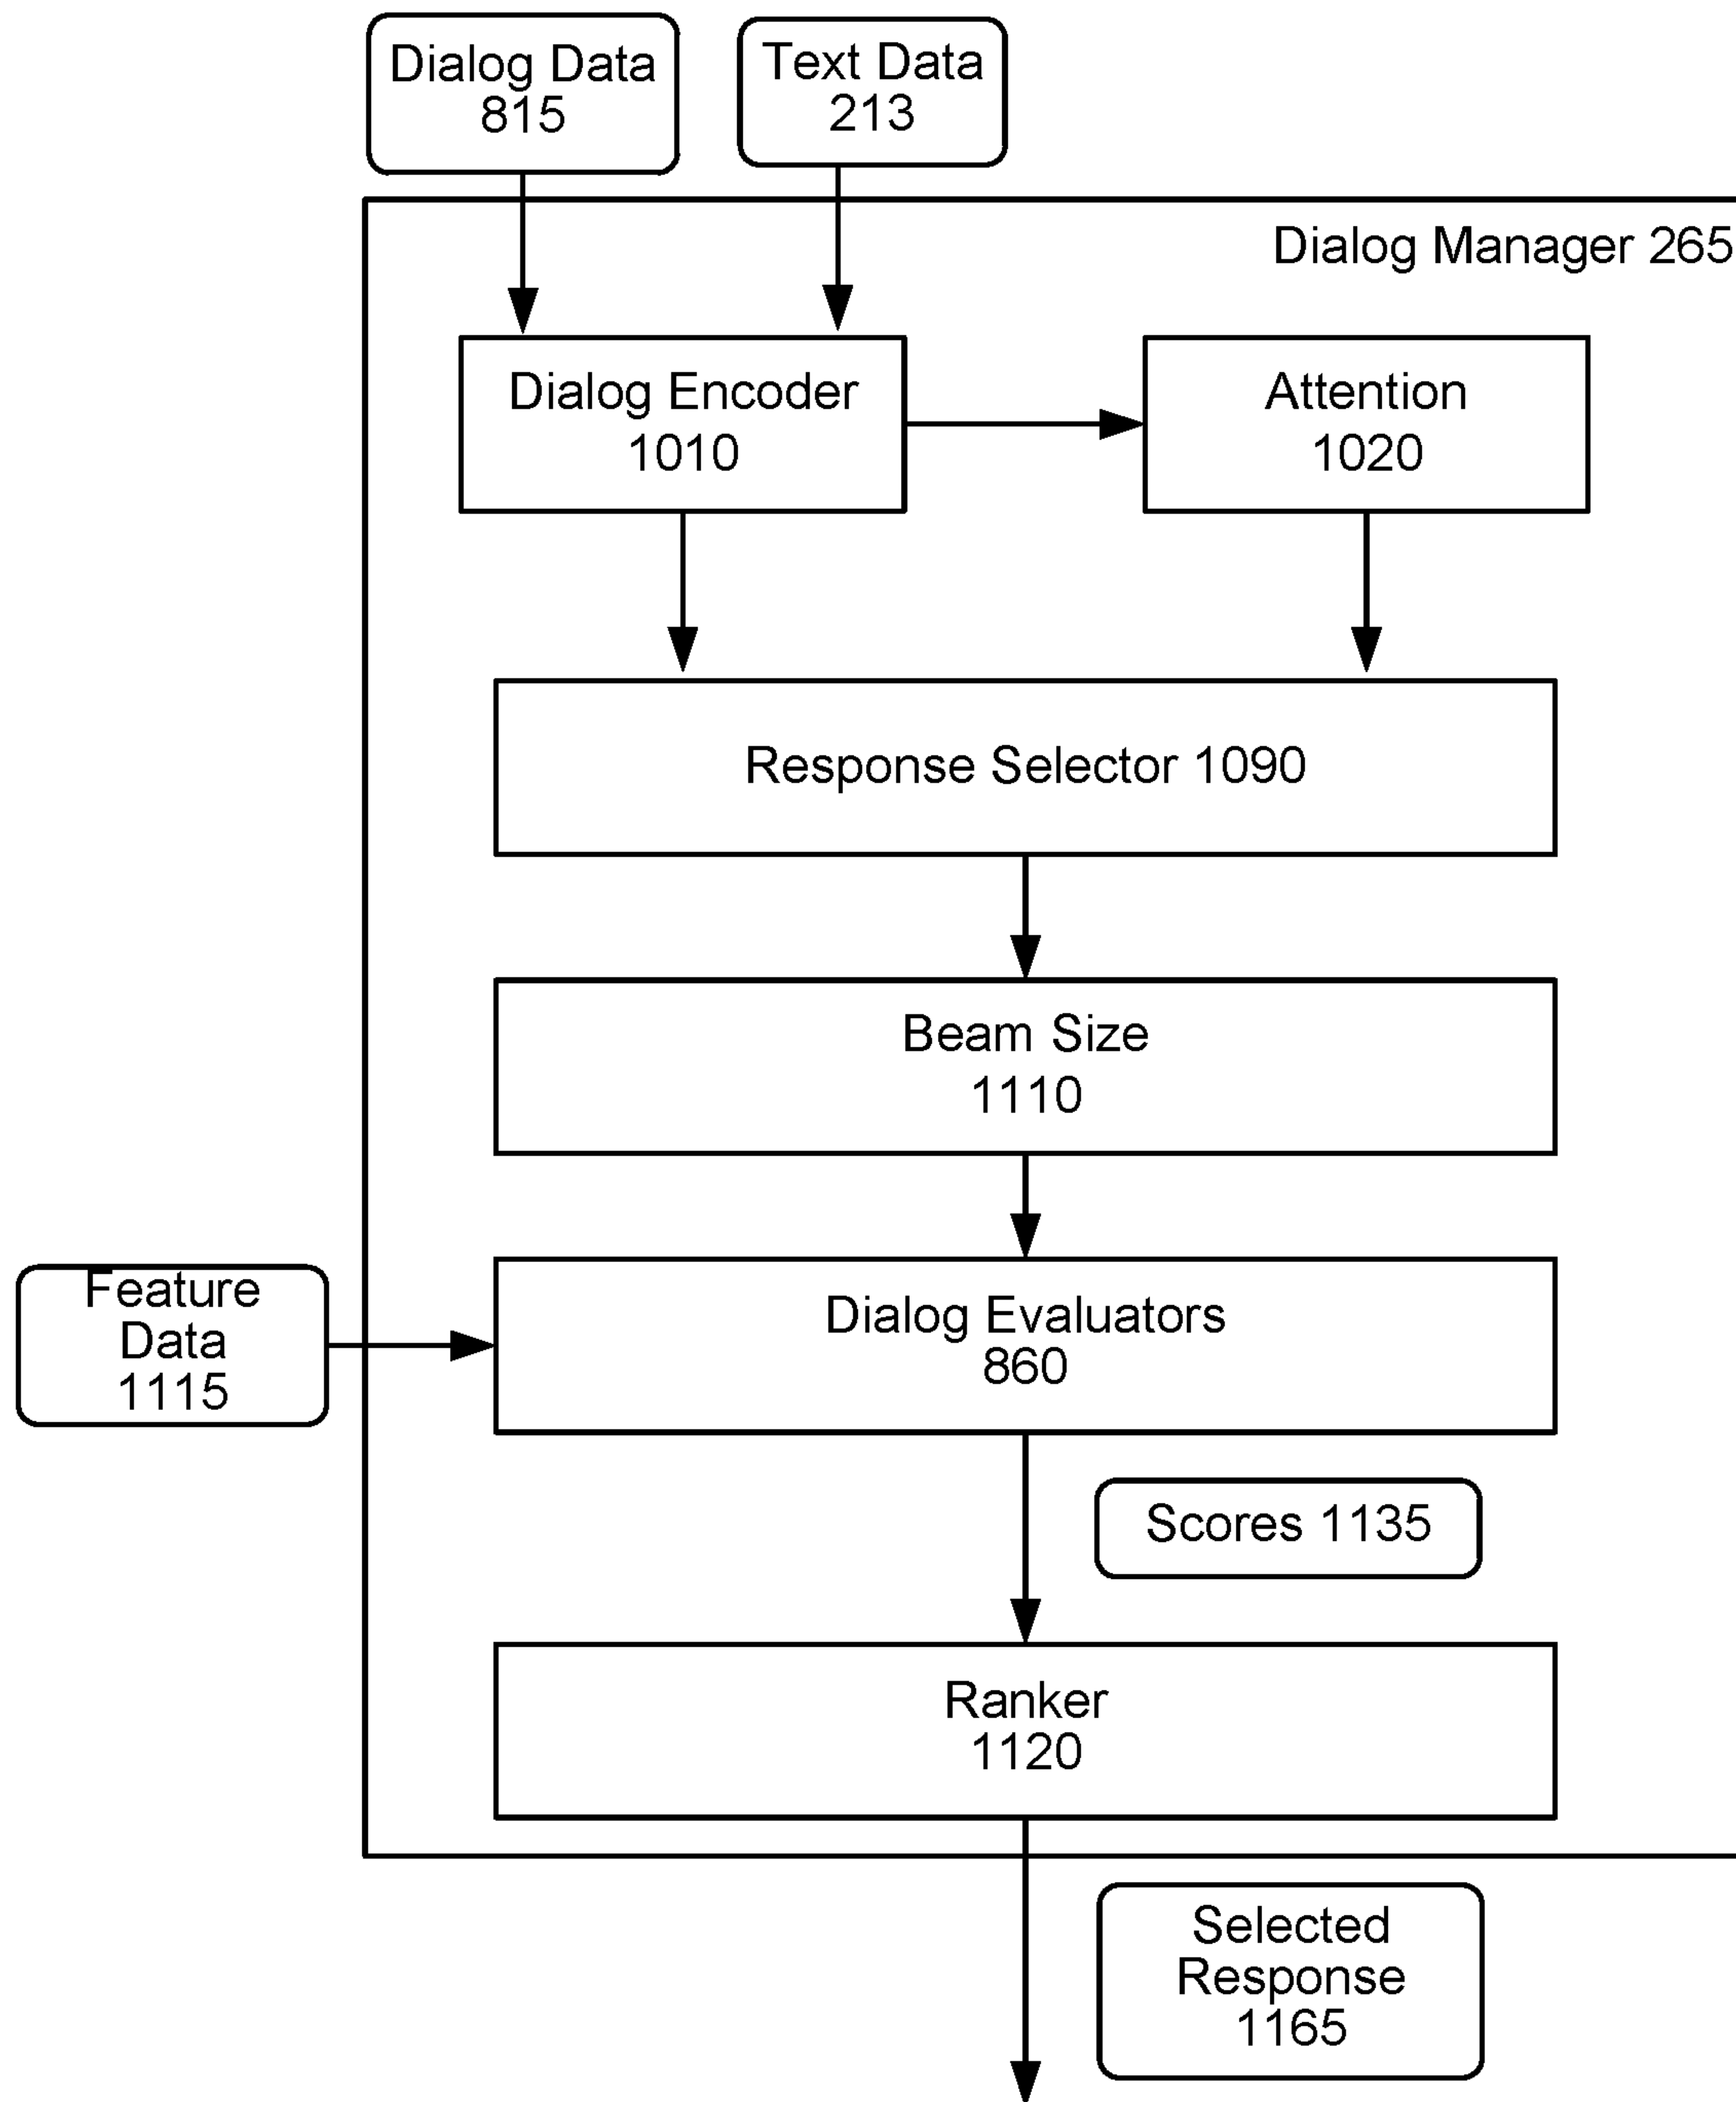 Dialog Data
815
Text Data
213
Dialog Manager 265
Dialog Encoder
1010
Attention
1020
Response Selector 1090
Beam Size
1110
Feature
Data
1115
Dialog Evaluators
860
Scores 1135
Ranker
1120
Selected
Response
1165